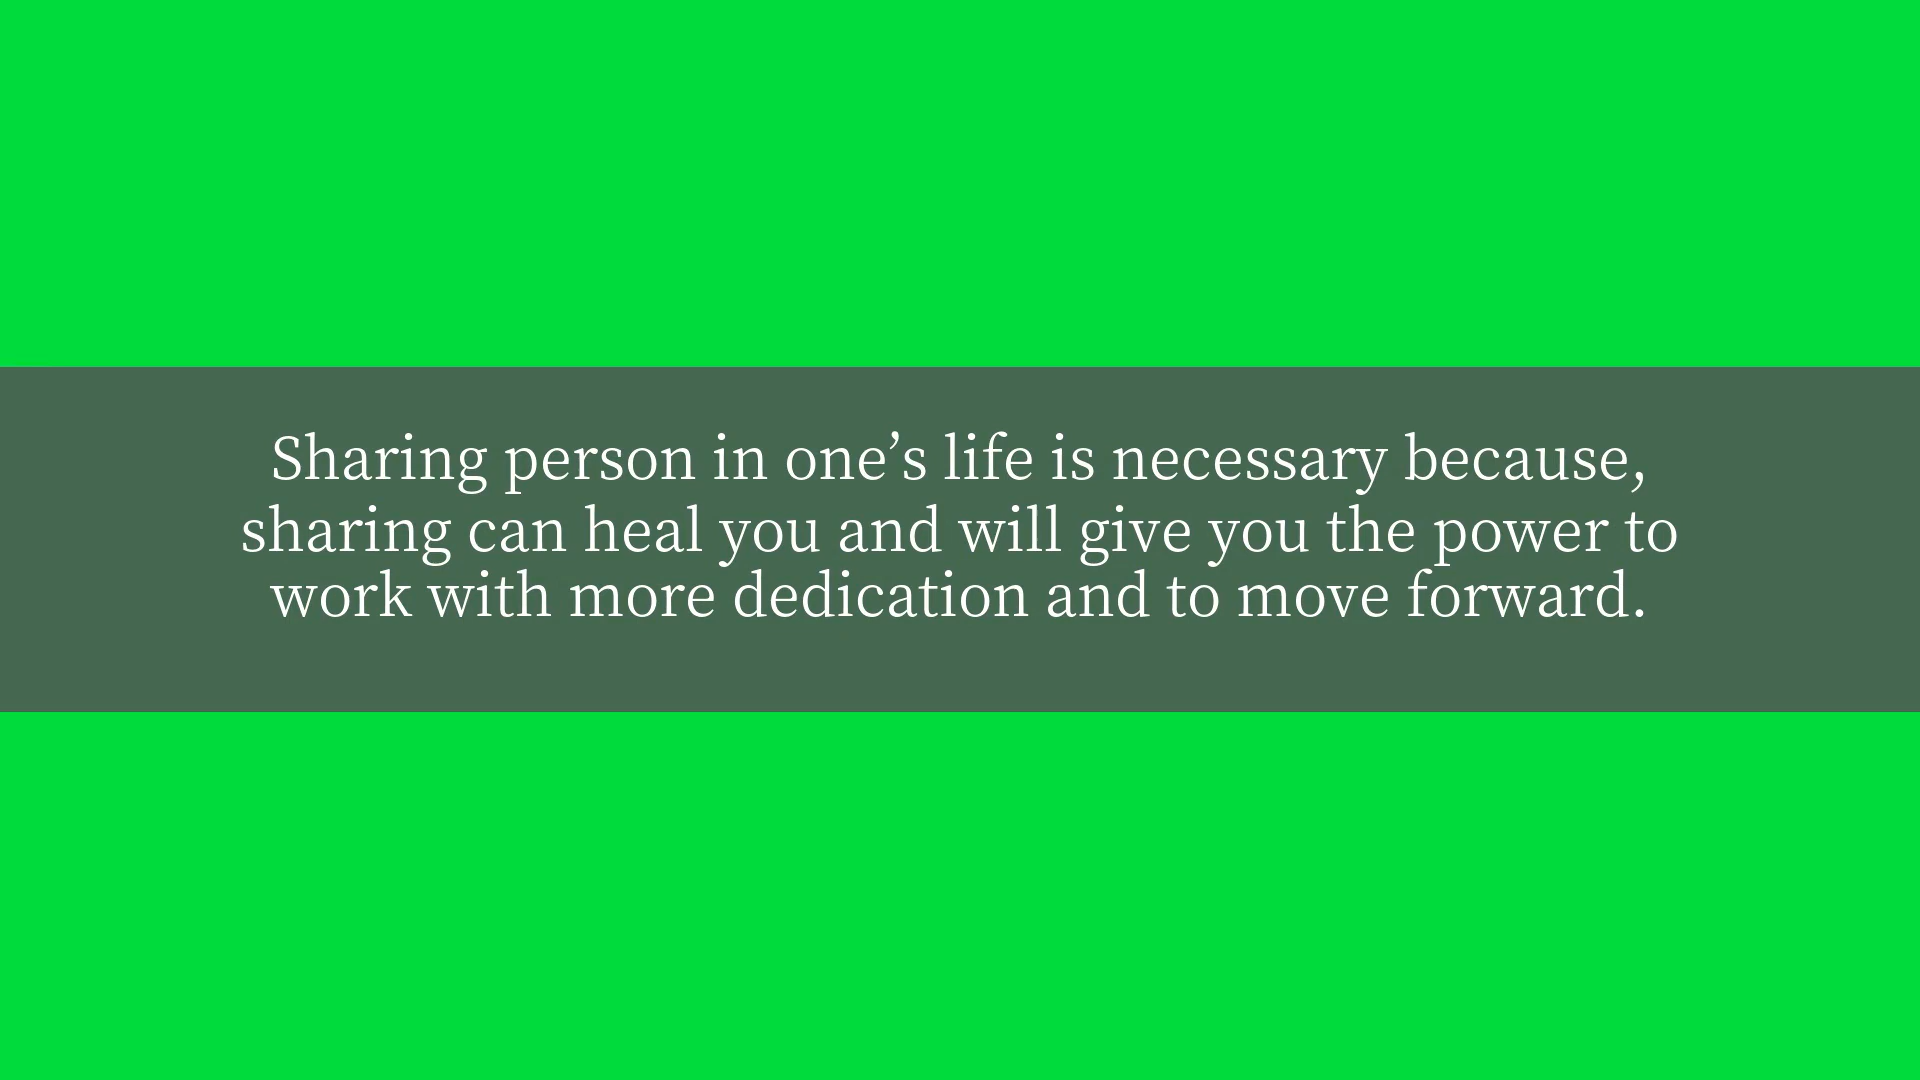 Sharing person in one’s life is necessary because,
sharing can heal you and will give you the power to
work with more dedication and to move forward.